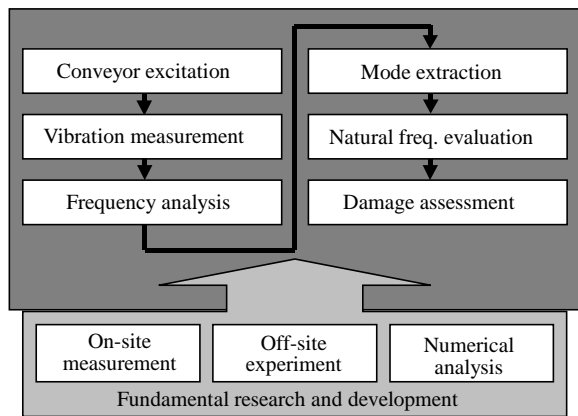 Conveyor excitation
Vibration measurement
Frequency analysis
Mode extraction
Natural freq. evaluation
Damage assessment
On-site
measurement
Off-site
experiment
Numerical
analysis
Fundamental research and development